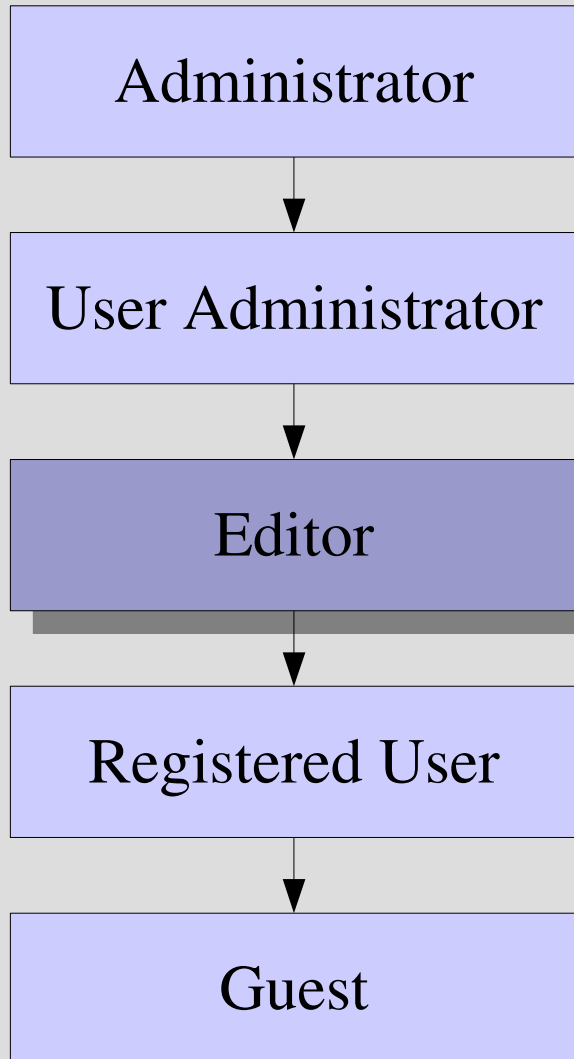 Administrator
User Administrator
Editor
Registered User
Guest